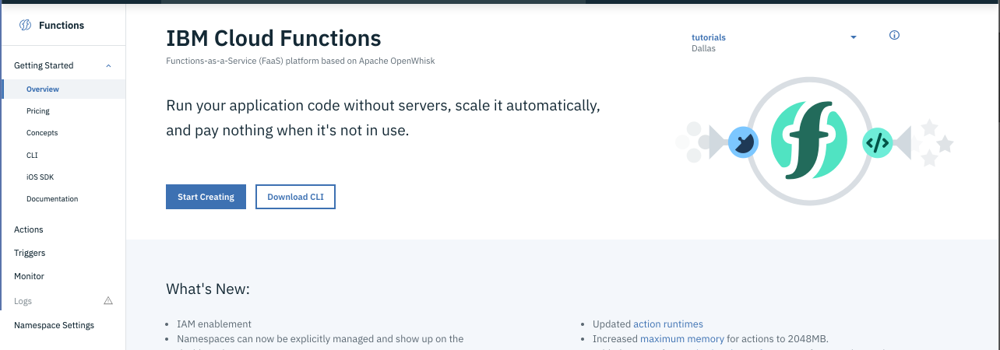 Functions
Getting Started
Overview
Pricing
Concepts
CLI
iOS SDK
Documentation
Actions
Triggers
Monitor
Logs
Namespace Settings
IBM Cloud Functions
Functions-as-a-Service (FaaS) platform based on Apache OpenWhisk
tutorials
Dallas
Run your application code without servers, scale it automatically,
and pay nothing when it's not in use.
Start Creating
Download CLI
What's New:
IAM enablement
Namespaces can now be explicitly managed and show up on the
Updated action runtimes
Increased maximum memory for actions to 2048MB.